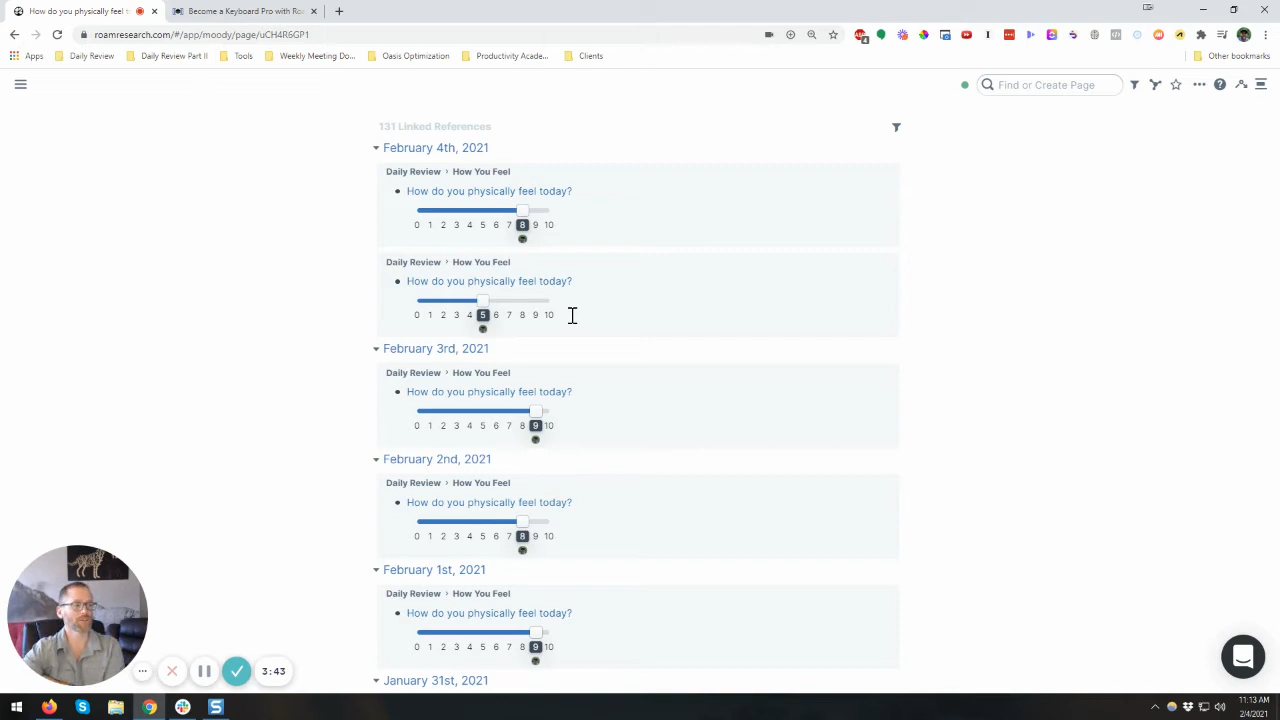 How do you physically feel t
Become a Keyboard Pro with Roa
roamresearch.com/#/app/moody/page/uCH4R6GP1
4
Apps Daily Review Daily Review Part II Tools Weekly Meeting Do... Oasis Optimization Productivity Acade... Clients Other bookmarks
Find or Create Page
131 Linked References
February 4th, 2021
Daily Review › How You Feel
How do you physically feel today?
0 1 2 3 4 5 6 7 8 9 10
Daily Review › How You Feel
How do you physically feel today?
0 1 2 3 4 5 6 7 8 9 10
February 3rd, 2021
Daily Review › How You Feel
How do you physically feel today?
0 1 2 3 4 5 6 7 8 9 10
February 2nd, 2021
Daily Review › How You Feel
How do you physically feel today?
0 1 2 3 4 5 6 7 8 9 10
February 1st, 2021
Daily Review › How You Feel
How do you physically feel today?
0 1 2 3 4 5 6 7 8 9 10
January 31st, 2021
3:43
11:13 AM
2/4/2021